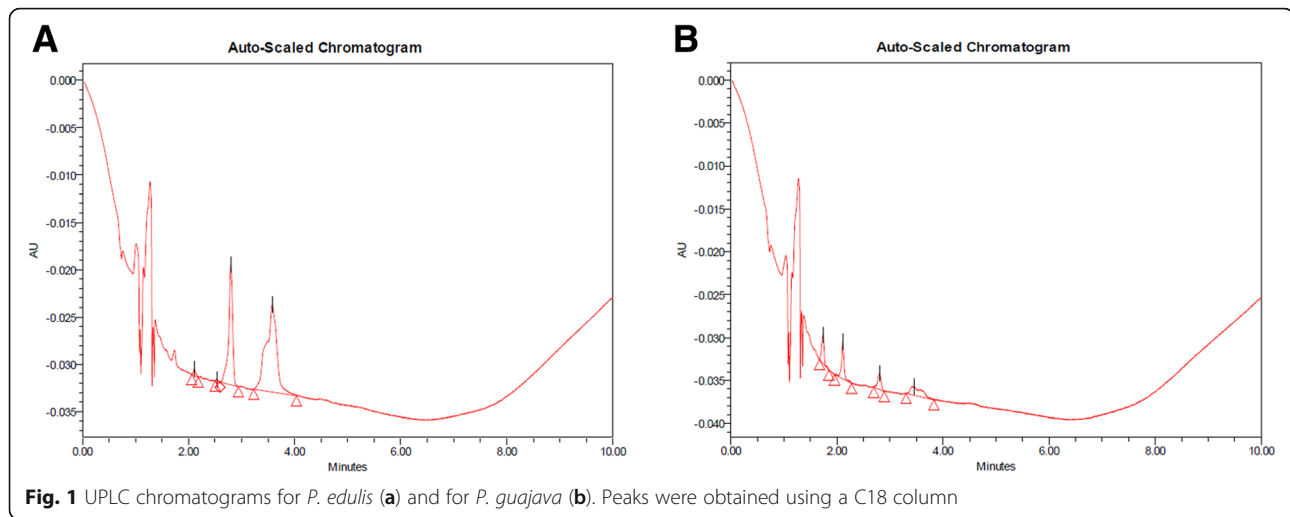 A
Auto-Scaled Chromatogram
0.000
-0.005
-0.010
-0.015
-0.020
-0.025
-0.030
-0.035
AU
0.00 2.00 4.00 6.00 8.00 10.00
Minutes
B
Auto-Scaled Chromatogram
0.000
-0.005
-0.010
-0.015
-0.020
-0.025
-0.030
-0.035
-0.040
AU
0.00 2.00 4.00 6.00 8.00 10.00
Minutes
Fig. 1 UPLC chromatograms for P. edulis (a) and for P. guajava (b). Peaks were obtained using a C18 column